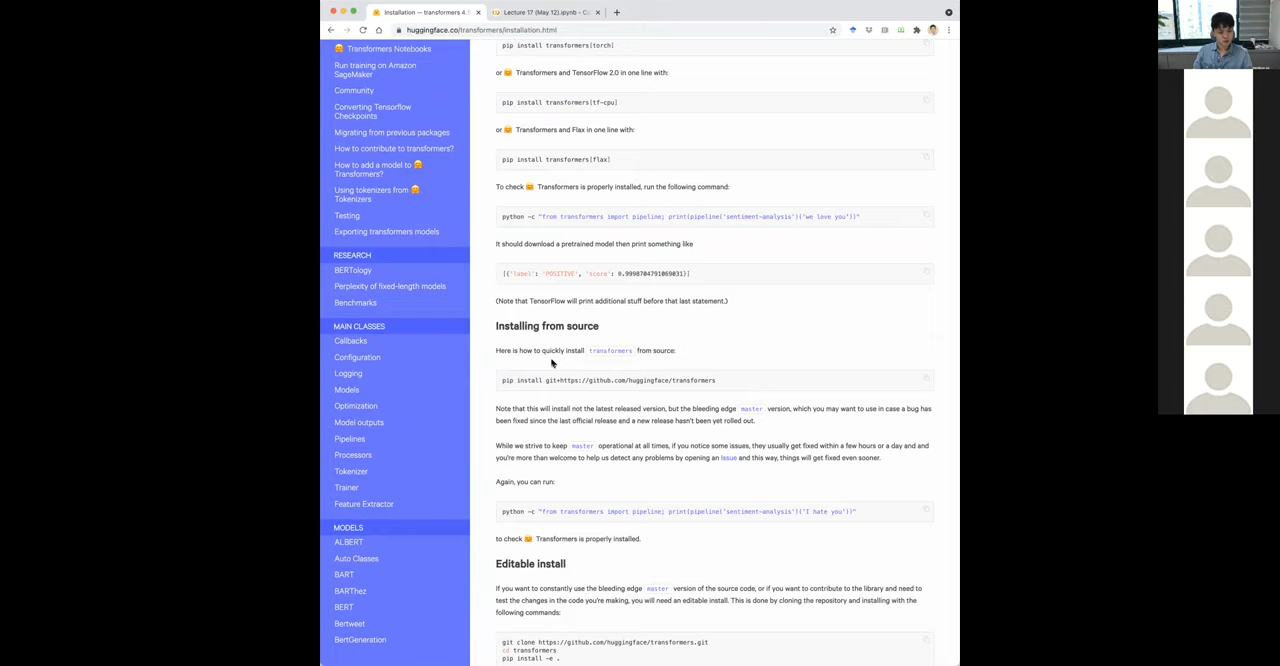 Installation — transformers 4.
Lecture 17 (May 12).ipynb - C
huggingface.co/transformers/installation.html
🤗 Transformers Notebooks
Run training on Amazon
SageMaker
Community
Converting Tensorflow
Checkpoints
Migrating from previous packages
How to contribute to transformers?
How to add a model to 🤗
Transformers?
Using tokenizers from 🤗
Tokenizers
Testing
Exporting transformers models
RESEARCH
BERTology
Perplexity of fixed-length models
Benchmarks
MAIN CLASSES
Callbacks
Configuration
Logging
Models
Optimization
Model outputs
Pipelines
Processors
Tokenizer
Trainer
Feature Extractor
MODELS
ALBERT
Auto Classes
BART
BARThez
BERT
Bertweet
BertGeneration
pip install transformers[torch]
or 🤗 Transformers and TensorFlow 2.0 in one line with:
pip install transformers[tf-cpu]
or 🤗 Transformers and Flax in one line with:
pip install transformers[flax]
To check 🤗 Transformers is properly installed, run the following command:
python -c "from transformers import pipeline; print(pipeline('sentiment-analysis')('we love you'))"
It should download a pretrained model then print something like
[{'label': 'POSITIVE', 'score': 0.9998704791069031}]
(Note that TensorFlow will print additional stuff before that last statement.)
Installing from source
Here is how to quickly install transformers from source:
pip install git+https://github.com/huggingface/transformers
Note that this will install not the latest released version, but the bleeding edge master version, which you may want to use in case a bug has
been fixed since the last official release and a new release hasn't been yet rolled out.
While we strive to keep master operational at all times, if you notice some issues, they usually get fixed within a few hours or a day and and
you're more than welcome to help us detect any problems by opening an Issue and this way, things will get fixed even sooner.
Again, you can run:
python -c "from transformers import pipeline; print(pipeline('sentiment-analysis')('I hate you'))"
to check 🤗 Transformers is properly installed.
Editable install
If you want to constantly use the bleeding edge master version of the source code, or if you want to contribute to the library and need to
test the changes in the code you're making, you will need an editable install. This is done by cloning the repository and installing with the
following commands:
git clone https://github.com/huggingface/transformers.git
cd transformers
pip install -e .